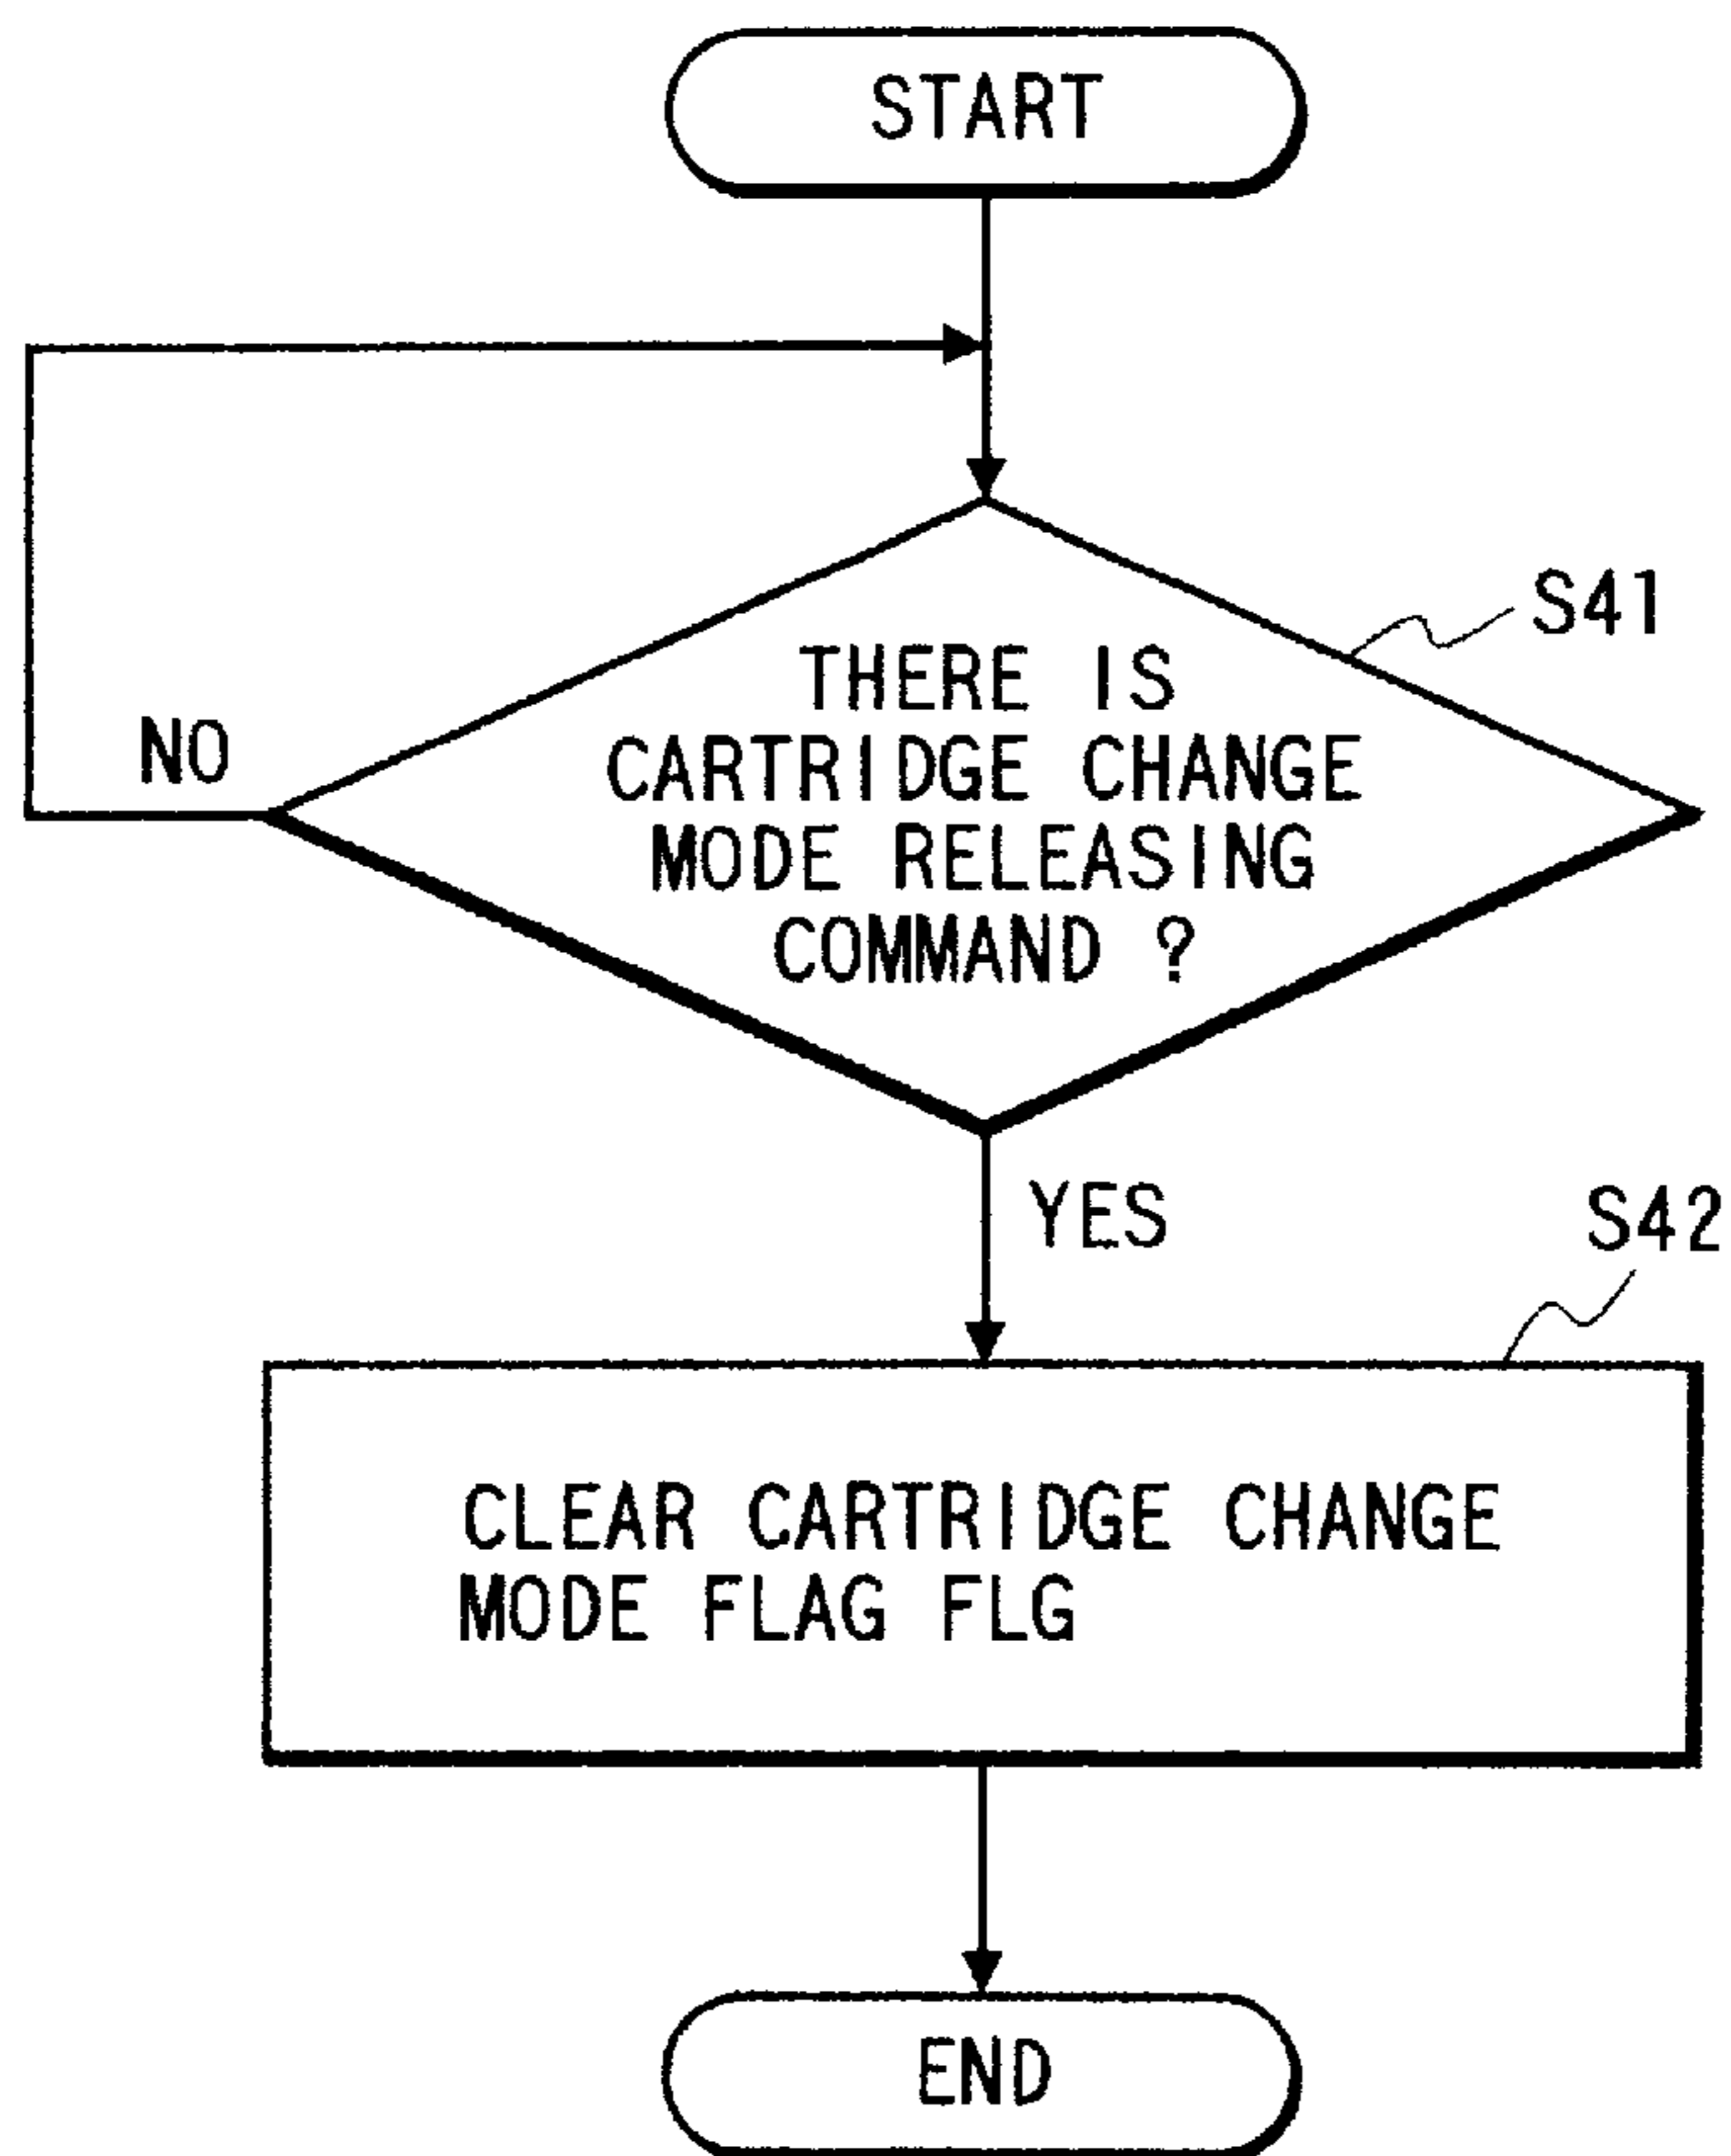 START
S41
THERE IS
CARTRIDGE CHANGE
MODE RELEASING
COMMAND ?
NO
YES
S42
CLEAR CARTRIDGE CHANGE
MODE FLAG FLG
END